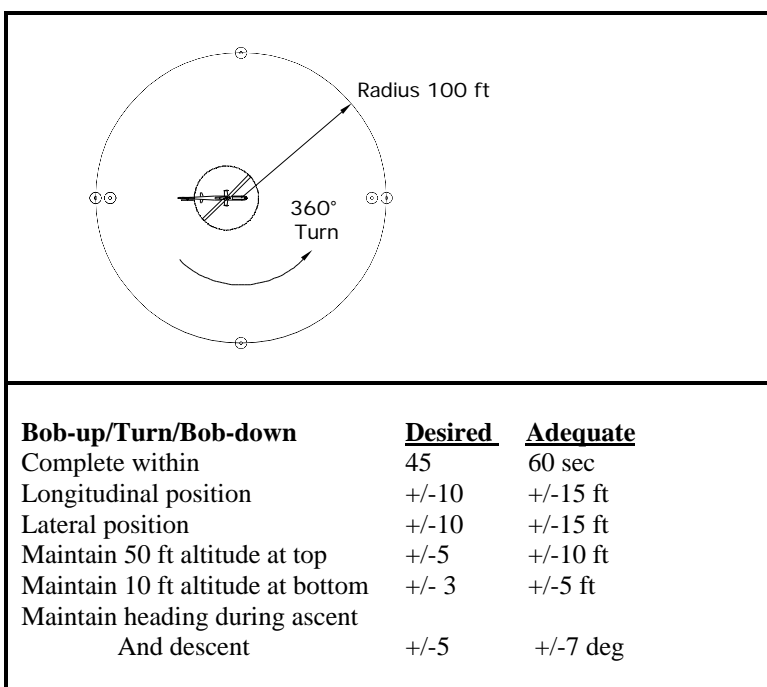 Radius 100 ft
360°
Turn
Bob-up/Turn/Bob-down Desired Adequate
Complete within 45 60 sec
Longitudinal position +/-10 +/-15 ft
Lateral position +/-10 +/-15 ft
Maintain 50 ft altitude at top +/-5 +/-10 ft
Maintain 10 ft altitude at bottom +/- 3 +/-5 ft
Maintain heading during ascent
And descent +/-5 +/-7 deg